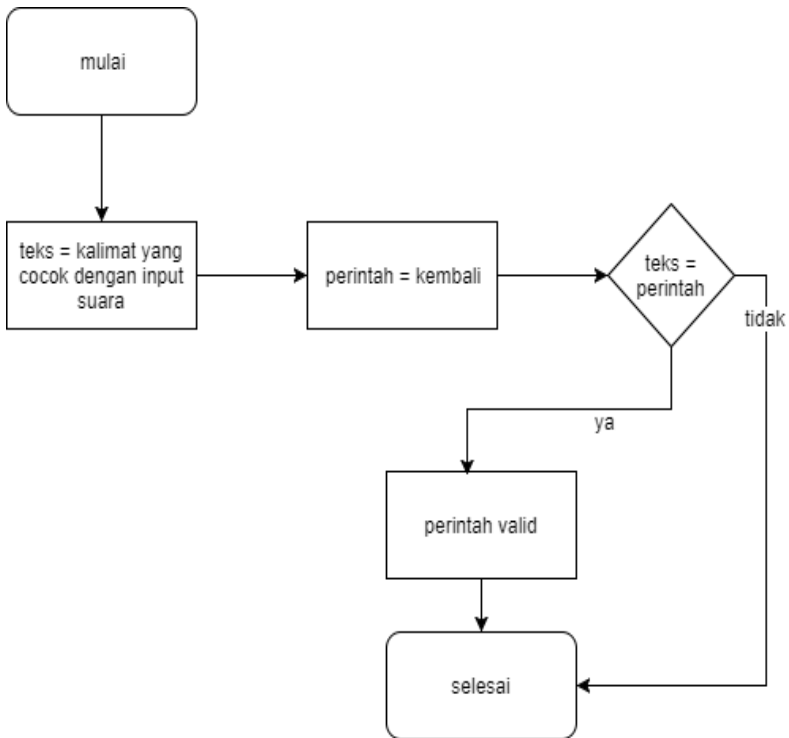 mulai
teks = kalimat yang
cocok dengan input
suara
perintah = kembali
teks =
perintah
tidak
ya
perintah valid
selesai